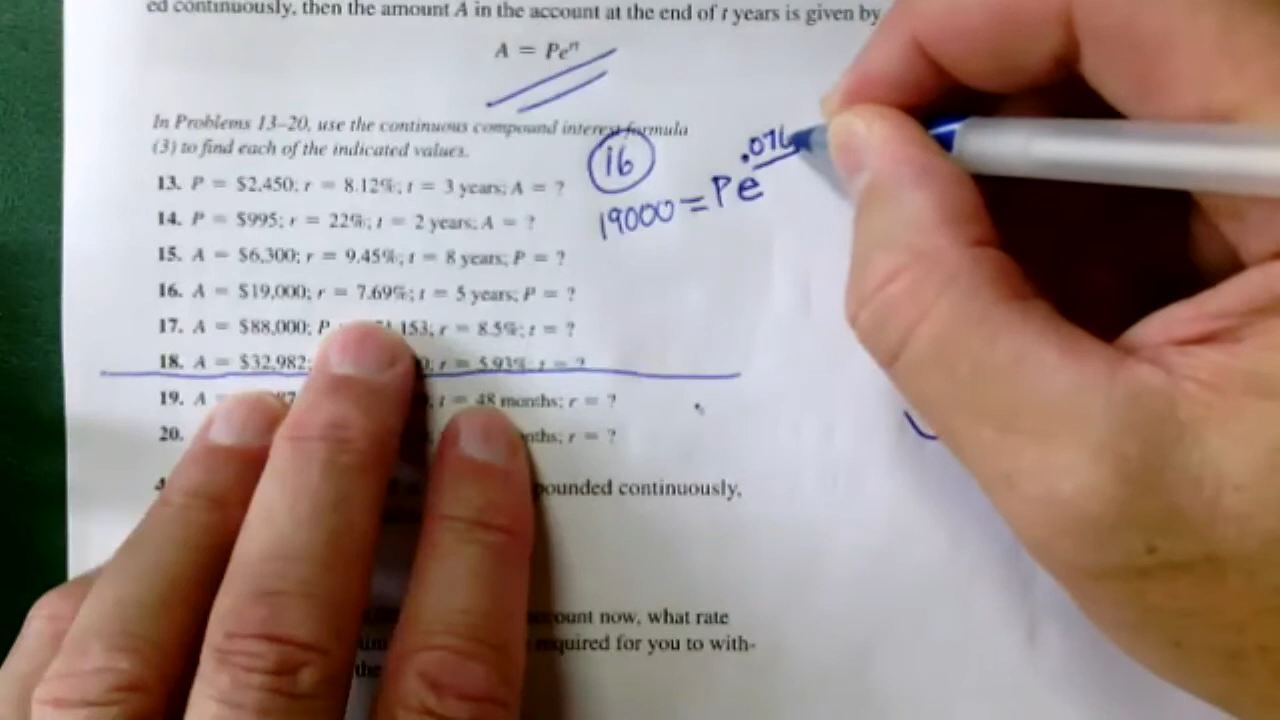 ed continuously, then the amount A in the account at the end of t years is given by
A = Pe^rt
In Problems 13–20, use the continuous compound interest formula
(3) to find each of the indicated values.
16
.076
19000 = Pe
13. P = $2,450; r = 8.12%; t = 3 years; A = ?
14. P = $995; r = 22%; t = 2 years; A = ?
15. A = $6,300; r = 9.45%; t = 8 years; P = ?
16. A = $19,000; r = 7.69%; t = 5 years; P = ?
17. A = $88,000; P 153; r = 8.5%; t = ?
18. A = $32,982; r = 5.93%; t = ?
19. A t = 48 months; r = ?
20. r = ?
pounded continuously,
now, what rate
for you to with-
the